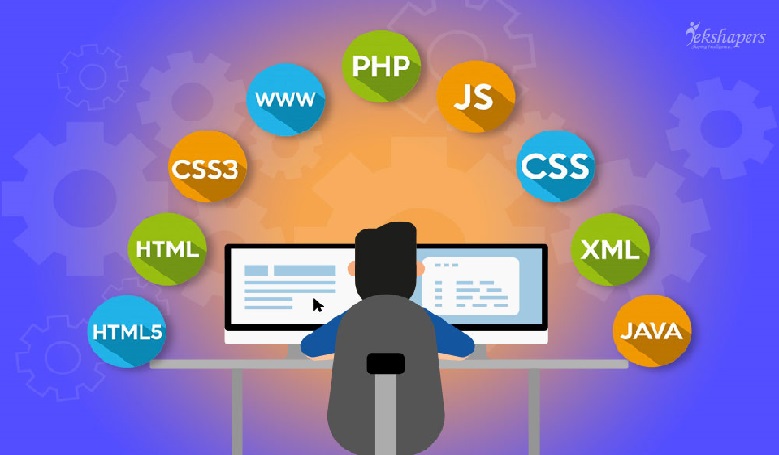 Tekshapers
PHP
WWW
JS
CSS3
CSS
HTML
XML
HTML5
JAVA